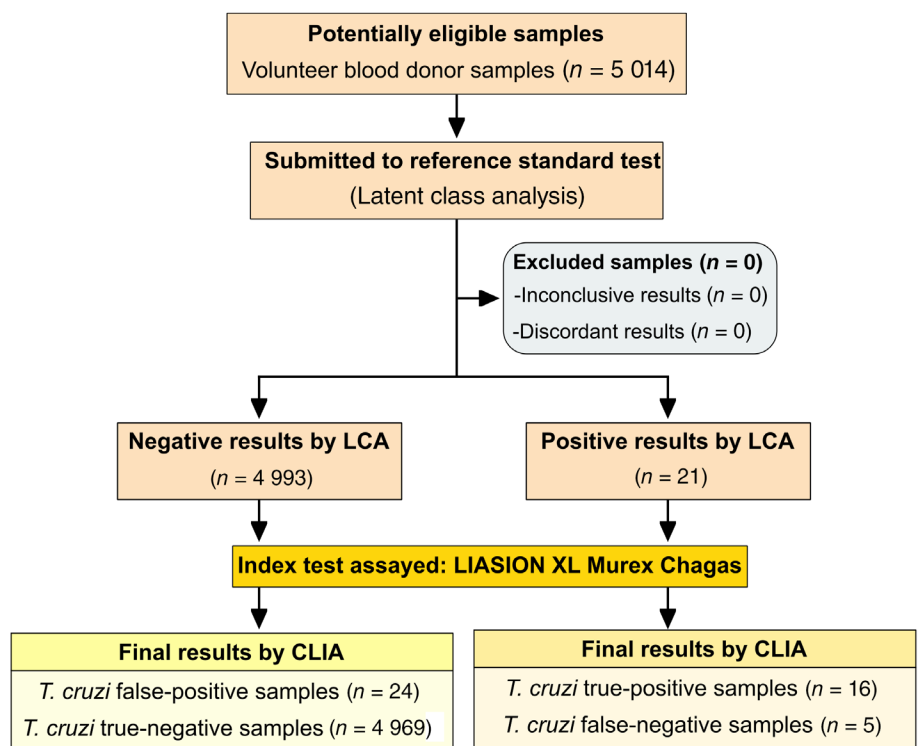 Potentially eligible samples
Volunteer blood donor samples (n = 5 014)
Submitted to reference standard test
(Latent class analysis)
Excluded samples (n = 0)
-Inconclusive results (n = 0)
-Discordant results (n = 0)
Negative results by LCA
(n = 4 993)
Positive results by LCA
(n = 21)
Index test assayed: LIASION XL Murex Chagas
Final results by CLIA
T. cruzi false-positive samples (n = 24)
T. cruzi true-negative samples (n = 4 969)
Final results by CLIA
T. cruzi true-positive samples (n = 16)
T. cruzi false-negative samples (n = 5)